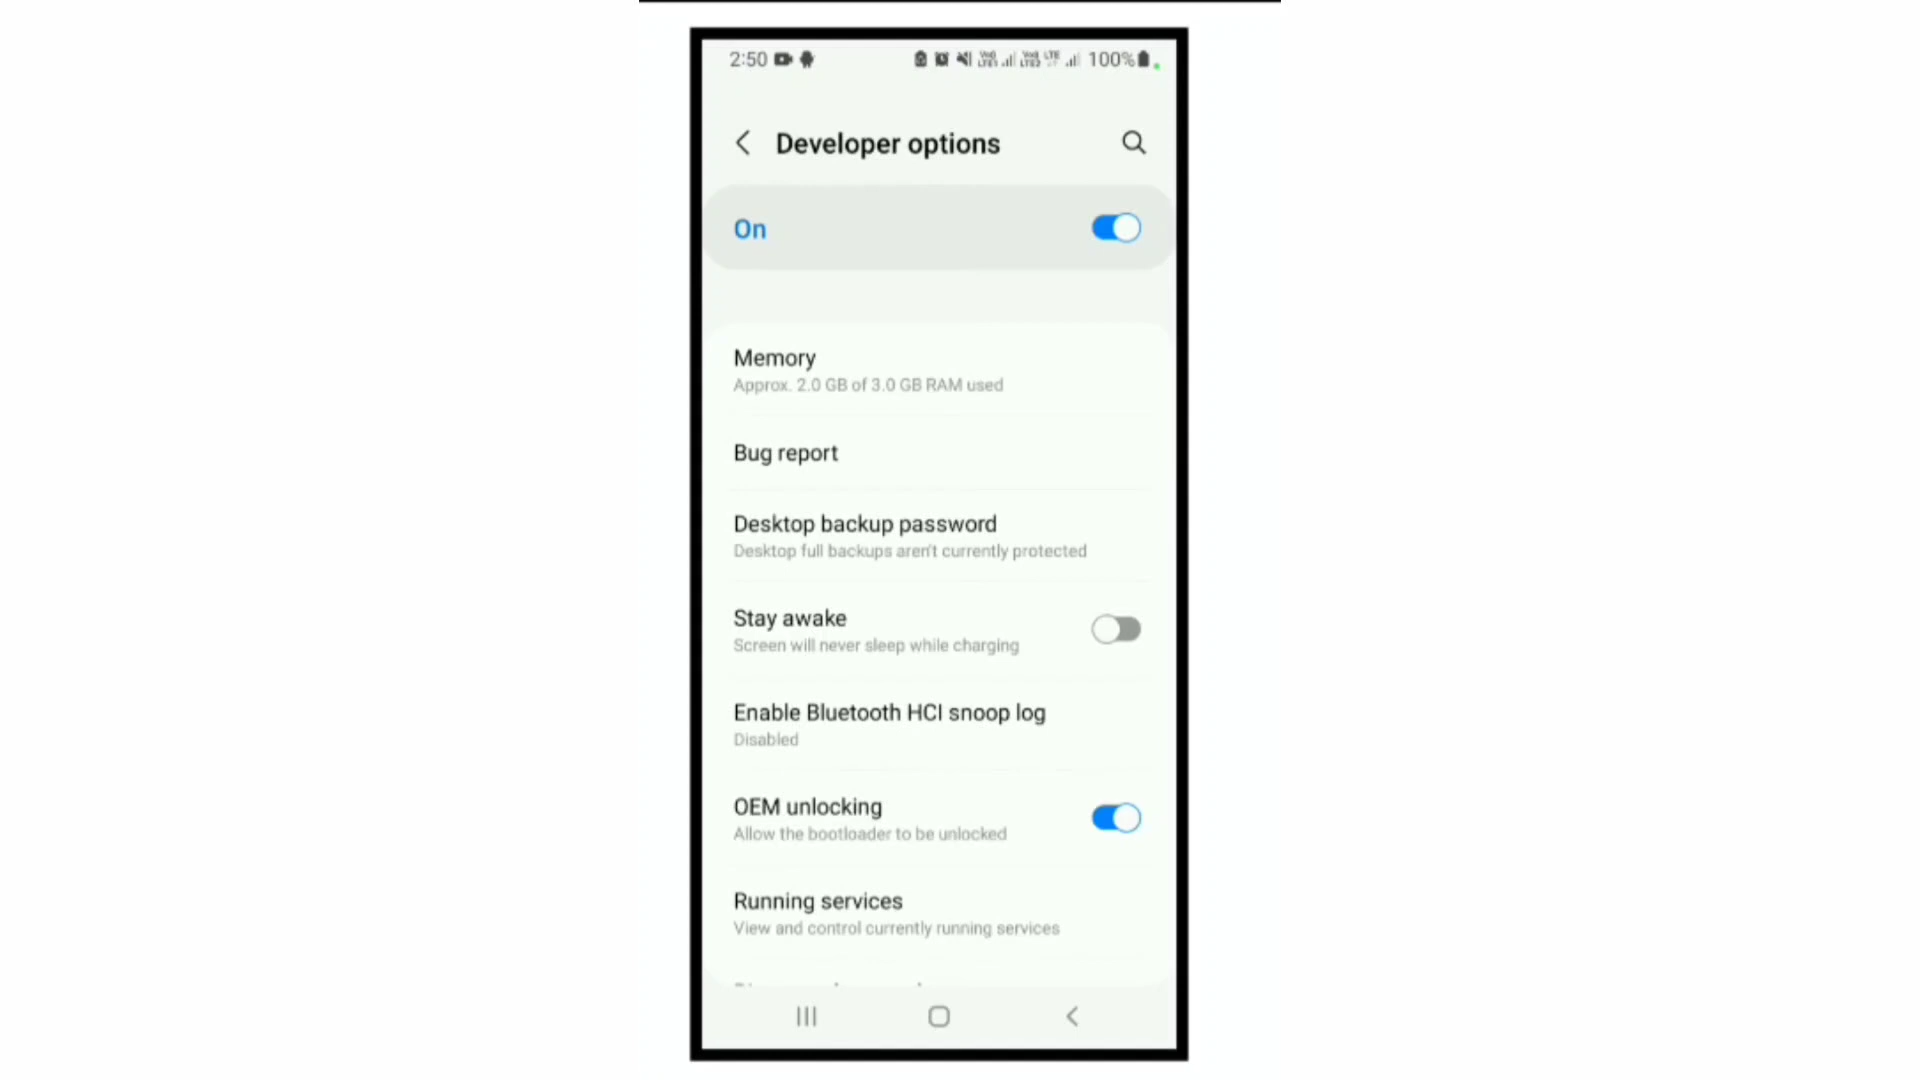 2:50 100%
Developer options
On
Memory
Approx. 2.0 GB of 3.0 GB RAM used
Bug report
Desktop backup password
Desktop full backups aren't currently protected
Stay awake
Screen will never sleep while charging
Enable Bluetooth HCI snoop log
Disabled
OEM unlocking
Allow the bootloader to be unlocked
Running services
View and control currently running services